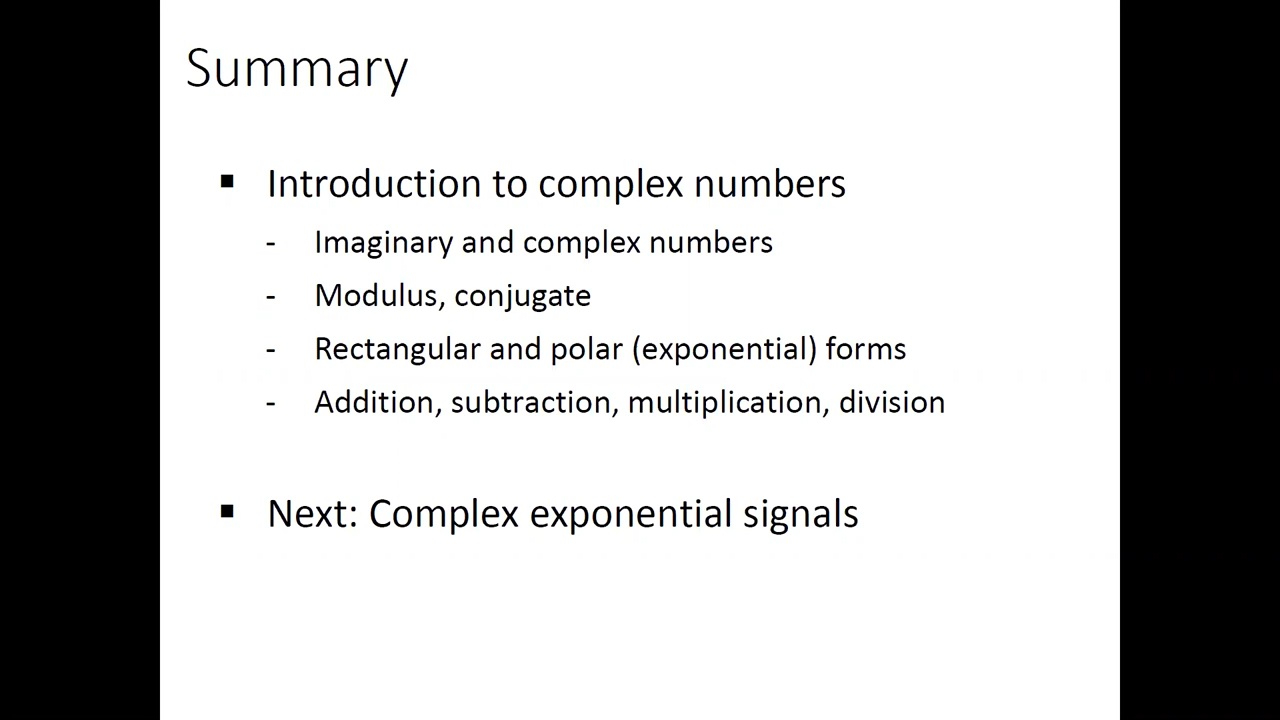 Summary
▪ Introduction to complex numbers
- Imaginary and complex numbers
- Modulus, conjugate
- Rectangular and polar (exponential) forms
- Addition, subtraction, multiplication, division
▪ Next: Complex exponential signals